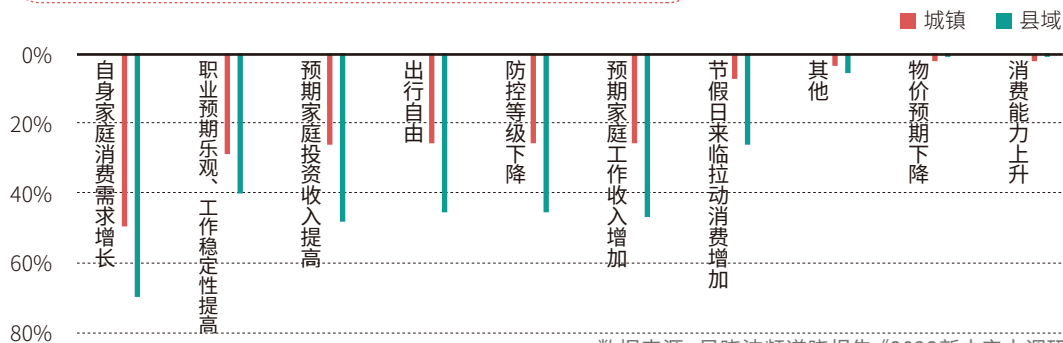 城镇 县域
0%
20%
40%
60%
80%
自身家庭消费需求增长
职业预期乐观、工作稳定性提高
预期家庭投资收入提高
出行自由
防控等级下降
预期家庭工作收入增加
节假日来临拉动消费增加
其他
物价预期下降
消费能力上升